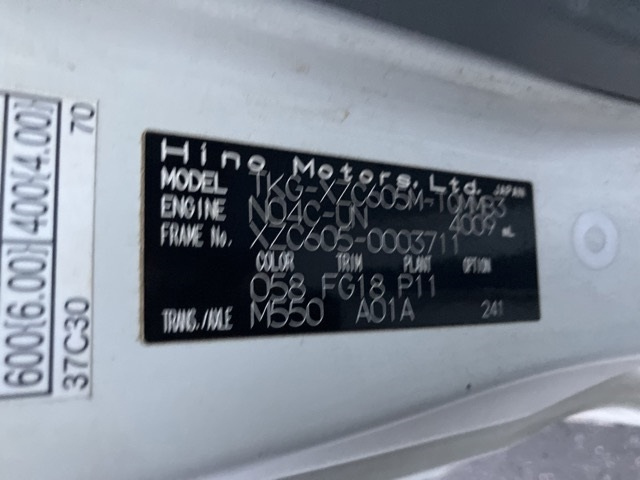 Hino Motors, Ltd. JAPAN
MODEL TKG-XZC605M-TQMMB3
ENGINE N04C-UN 4009 mL
FRAME No. XZC605-0003711
COLOR TRIM PLANT OPTION
058 FG18 P11
TRANS./AXLE M550 A01A 241
600{6.00} 400{4.00}
37C30 70